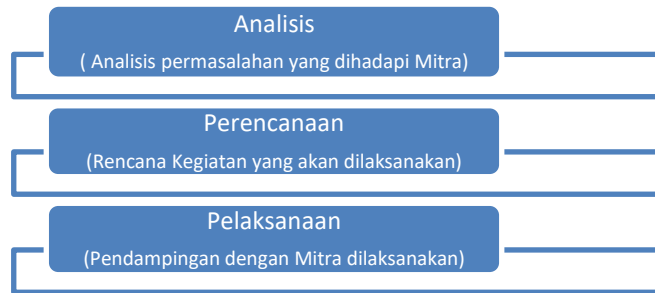 Analisis
( Analisis permasalahan yang dihadapi Mitra)
Perencanaan
(Rencana Kegiatan yang akan dilaksanakan)
Pelaksanaan
(Pendampingan dengan Mitra dilaksanakan)